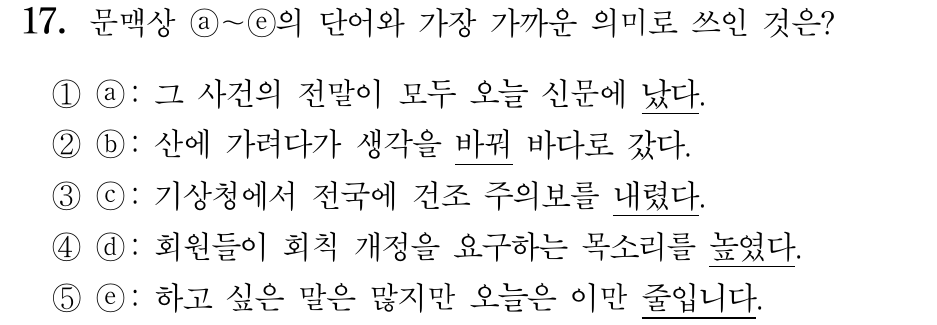 17. 문맥상 ⓐ~ⓔ의 단어와 가장 가까운 의미로 쓰인 것은?
① ⓐ: 그 사건의 전말이 모두 오늘 신문에 났다.
② ⓑ: 산에 가려다가 생각을 바꿔 바다로 갔다.
③ ⓒ: 기상청에서 전국에 건조 주의보를 내렸다.
④ ⓓ: 회원들이 회칙 개정을 요구하는 목소리를 높였다.
⑤ ⓔ: 하고 싶은 말은 많지만 오늘은 이만 줄입니다.